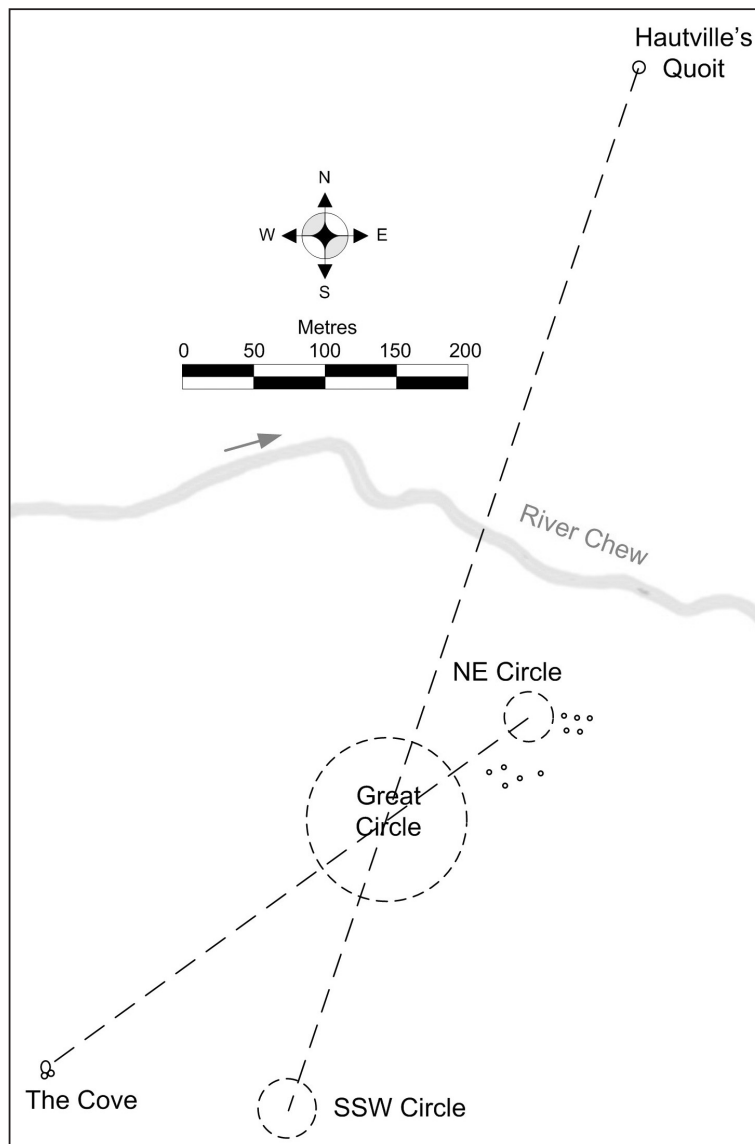 Hautville's
Quoit
N
W
E
S
Metres
0 50 100 150 200
River Chew
NE Circle
Great
Circle
The Cove
SSW Circle